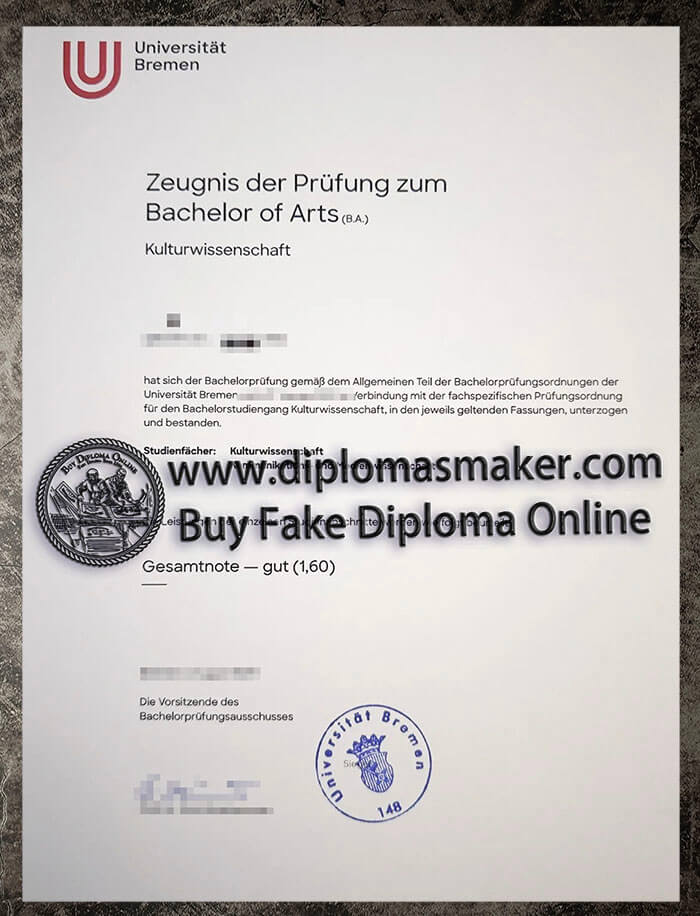 Universität
Bremen
Zeugnis der Prüfung zum
Bachelor of Arts (B.A.)
Kulturwissenschaft
hat sich der Bachelorprüfung gemäß dem Allgemeinen Teil der Bachelorprüfungsordnungen der
Universität Bremen Verbindung mit der fachspezifischen Prüfungsordnung
für den Bachelorstudiengang Kulturwissenschaft, in den jeweils geltenden Fassungen, unterzogen
und bestanden.
Studienfächer: Kulturwissenschaft
BUY DIPLOMA ONLINE
www.diplomasmaker.com
Buy Fake Diploma Online
Gesamtnote — gut (1,60)
Die Vorsitzende des
Bachelorprüfungsausschusses
Universität Bremen
148